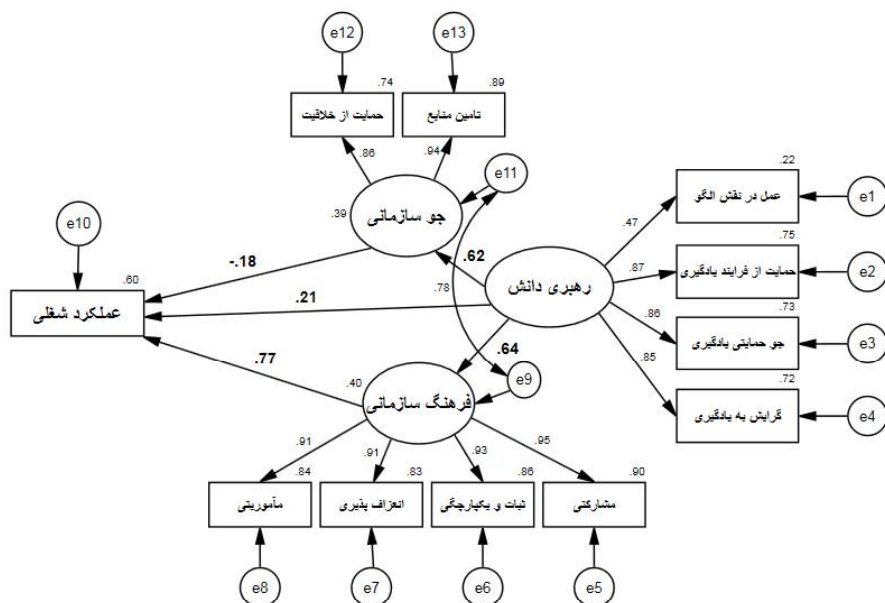 e12
e13
.74
.89
حمایت از خلاقیت
تامین منابع
.86
.94
e11
.22
عمل در نقش الگو
e1
.39
جو سازمانی
.47
e10
.75
حمایت از فرایند یادگیری
e2
-.18
.62
.87
.60
.78
رهبری دانش
عملکرد شغلی
.21
.73
جو حمایتی یادگیری
e3
.86
.77
.64
.85
.72
گرایش به یادگیری
e4
.40
e9
فرهنگ سازمانی
.91
.91
.93
.95
.84
.83
.86
.90
مأموریتی
انعزاف پذیری
ثبات و یکپارچگی
مشارکتی
e8
e7
e6
e5